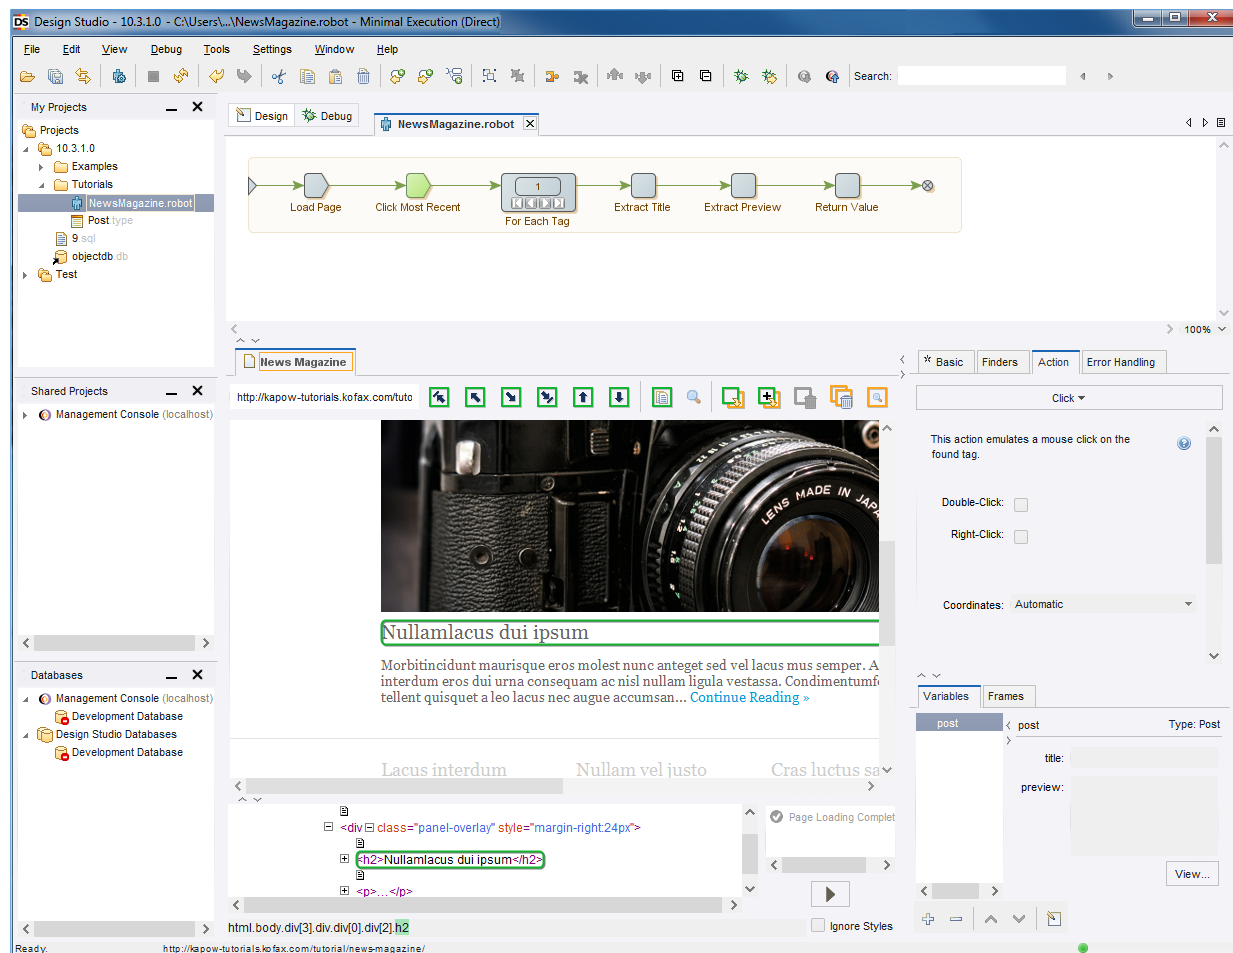 DS Design Studio - 10.3.1.0 - C:\Users\...\NewsMagazine.robot - Minimal Execution (Direct)
File Edit View Debug Tools Settings Window Help
Search:
My Projects
Projects
10.3.1.0
Examples
Tutorials
NewsMagazine.robot
Post.type
9.sql
objectdb.db
Test
Shared Projects
Management Console (localhost)
Databases
Management Console (localhost)
Development Database
Design Studio Databases
Development Database
Design Debug NewsMagazine.robot
1
Load Page Click Most Recent For Each Tag Extract Title Extract Preview Return Value
100%
News Magazine
http://kapow-tutorials.kofax.com/tuto
LENS MADE IN JAPA
Nullamlacus dui ipsum
Morbitincidunt maurisque eros molest nunc anteget sed vel lacus mus semper. A
interdum eros dui urna consequam ac nisl nullam ligula vestassa. Condimentumf
tellent quisquet a leo lacus nec augue accumsan... Continue Reading »
Lacus interdum Nullam vel justo Cras luctus sa
<div class="panel-overlay" style="margin-right:24px">
<h2>Nullamlacus dui ipsum</h2>
<p>...</p>
html.body.div[3].div.div[0].div[2].h2
Page Loading Complet
Ignore Styles
* Basic Finders Action Error Handling
Click
This action emulates a mouse click on the
found tag.
Double-Click:
Right-Click:
Coordinates: Automatic
Variables Frames
post
post Type: Post
title:
preview:
View...
Ready. http://kapow-tutorials.kofax.com/tutorial/news-magazine/